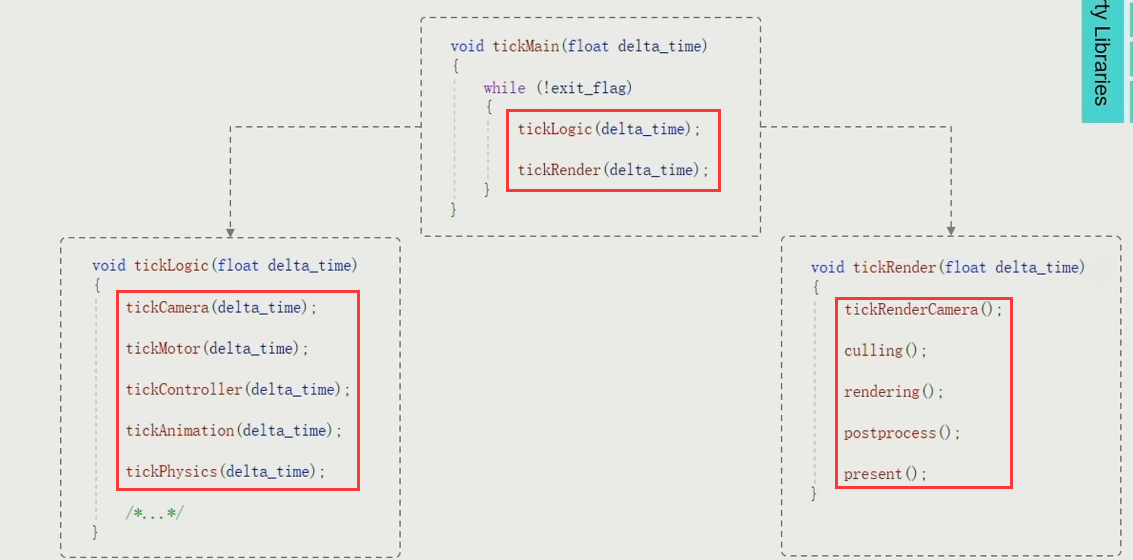 void tickMain(float delta_time)
{
while (!exit_flag)
{
tickLogic(delta_time);
tickRender(delta_time);
}
}
rty Libraries
void tickLogic(float delta_time)
{
tickCamera(delta_time);
tickMotor(delta_time);
tickController(delta_time);
tickAnimation(delta_time);
tickPhysics(delta_time);
/*...*/
}
void tickRender(float delta_time)
{
tickRenderCamera();
culling();
rendering();
postprocess();
present();
}